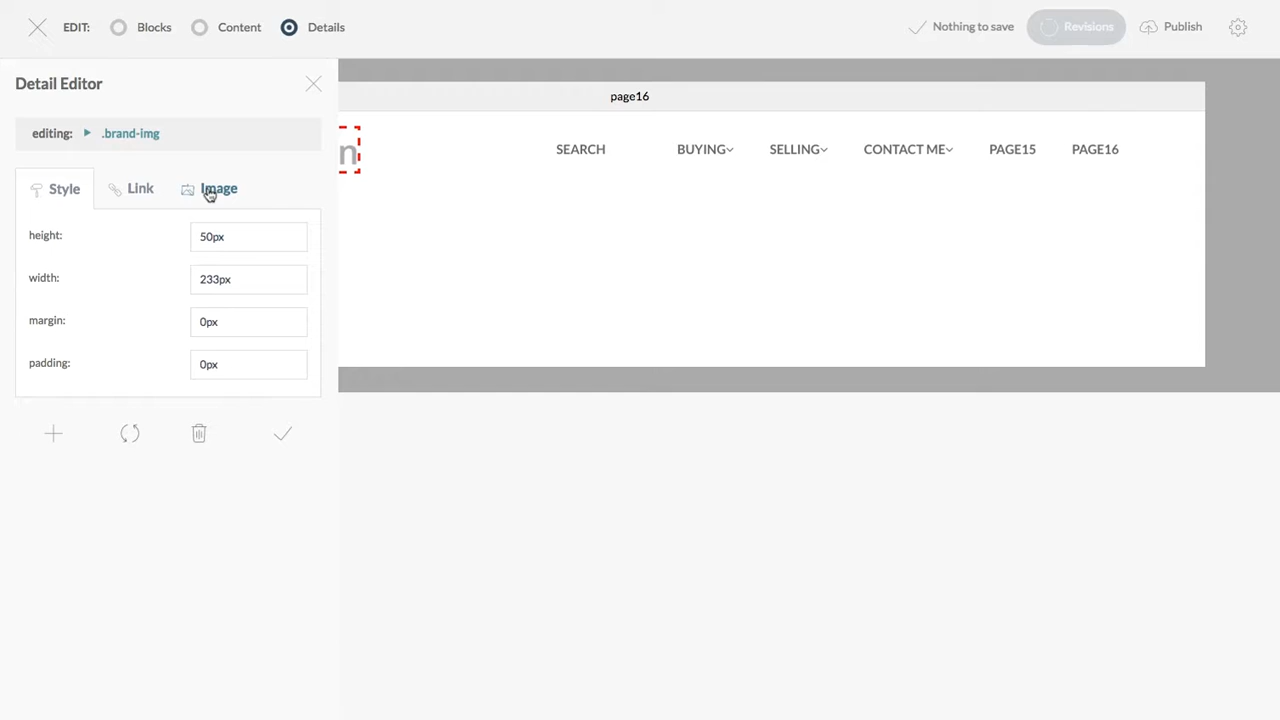 EDIT: Blocks Content Details Nothing to save Revisions Publish
Detail Editor
page16
editing: .brand-img
n SEARCH BUYING SELLING CONTACT ME PAGE15 PAGE16
Style Link Image
height: 50px
width: 233px
margin: 0px
padding: 0px